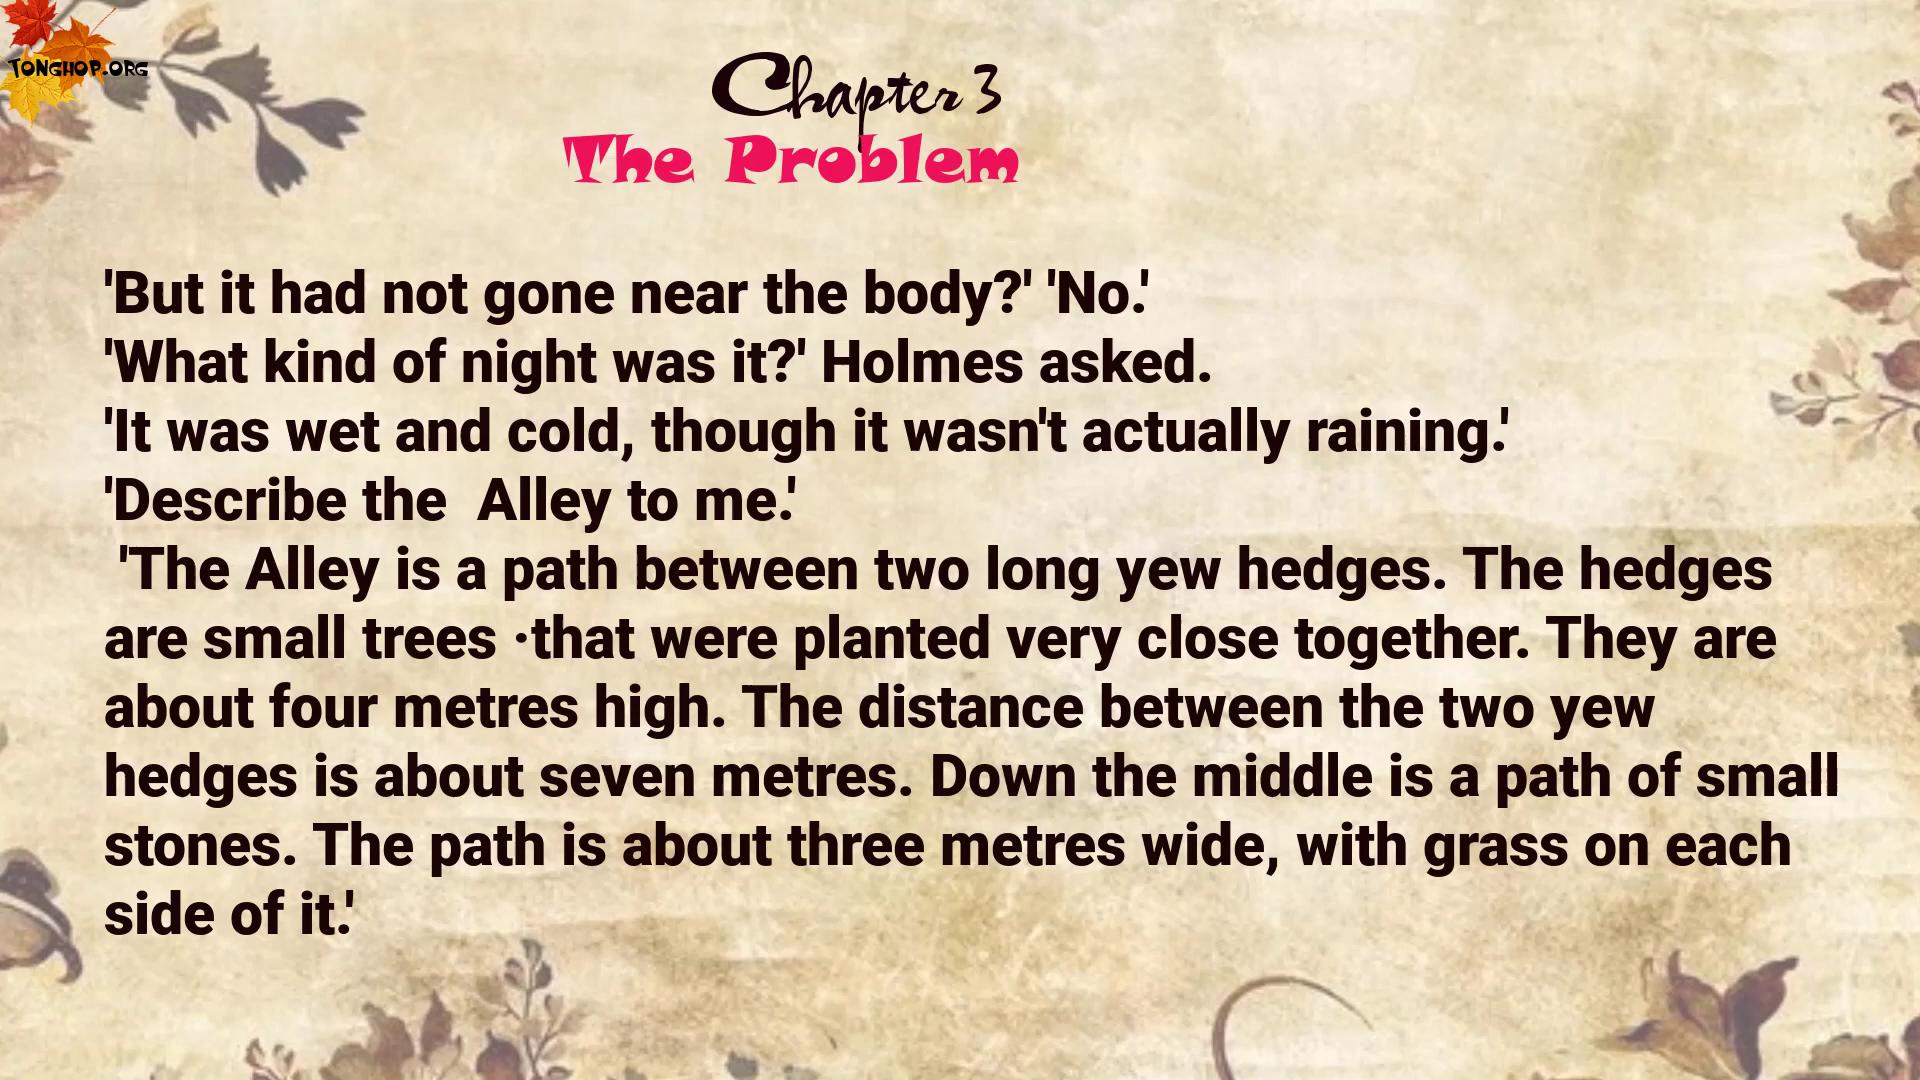 TONGHOP.ORG
Chapter 3
The Problem
'But it had not gone near the body?' 'No.'
'What kind of night was it?' Holmes asked.
'It was wet and cold, though it wasn't actually raining.'
'Describe the  Alley to me.'
'The Alley is a path between two long yew hedges. The hedges
are small trees ·that were planted very close together. They are
about four metres high. The distance between the two yew
hedges is about seven metres. Down the middle is a path of small
stones. The path is about three metres wide, with grass on each
side of it.'